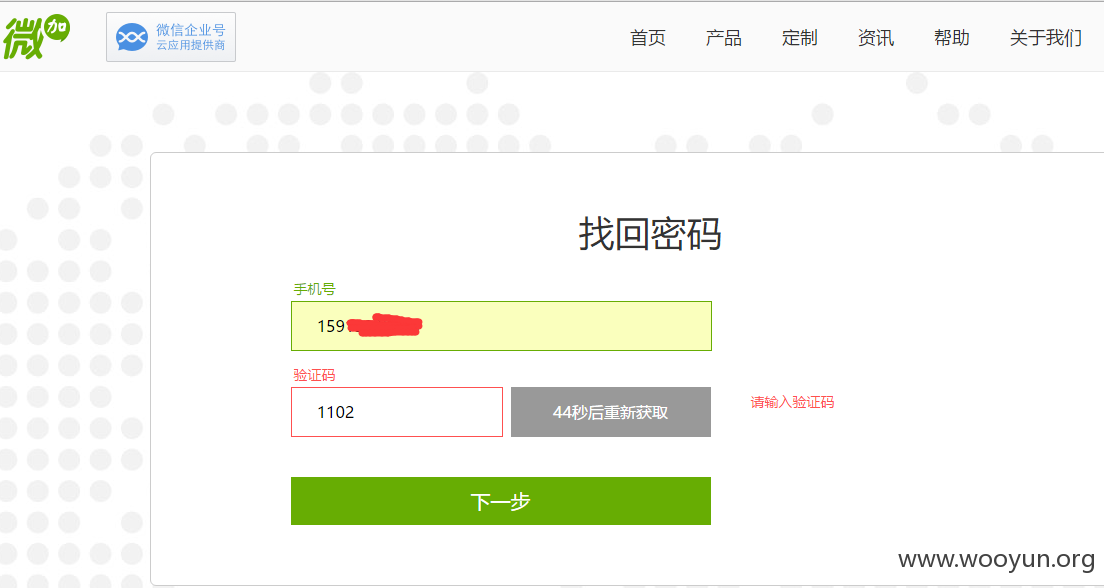 微加
微信企业号
云应用提供商
首页 产品 定制 资讯 帮助 关于我们
找回密码
手机号
159
验证码
1102 44秒后重新获取 请输入验证码
下一步
www.wooyun.org